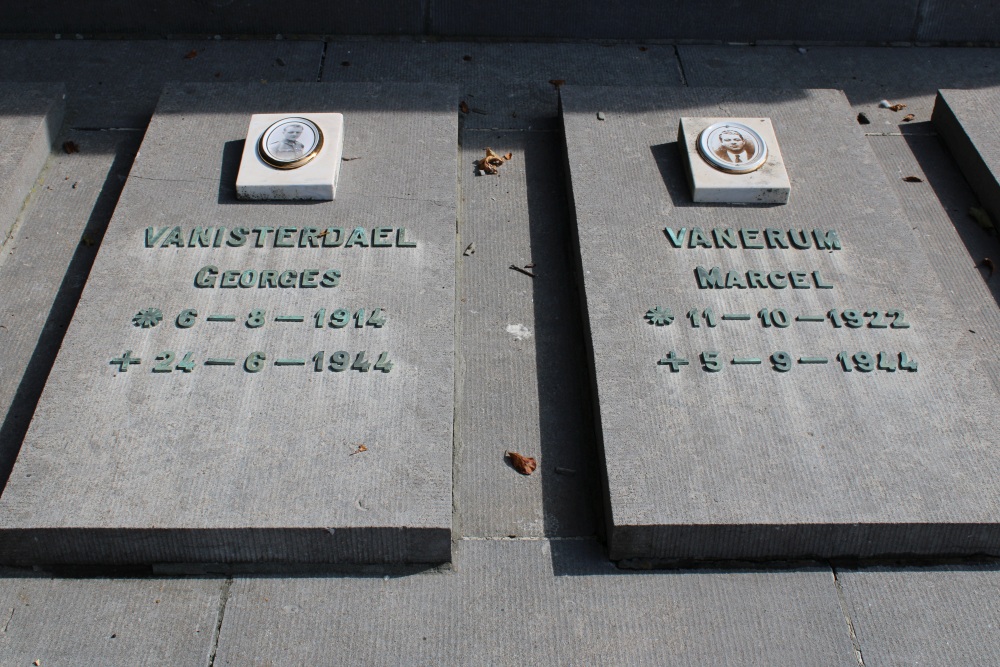 VANISTERDAEL
GEORGES
* 6-8-1914
+ 24-6-1944
VANERUM
MARCEL
* 11-10-1922
+ 5-9-1944